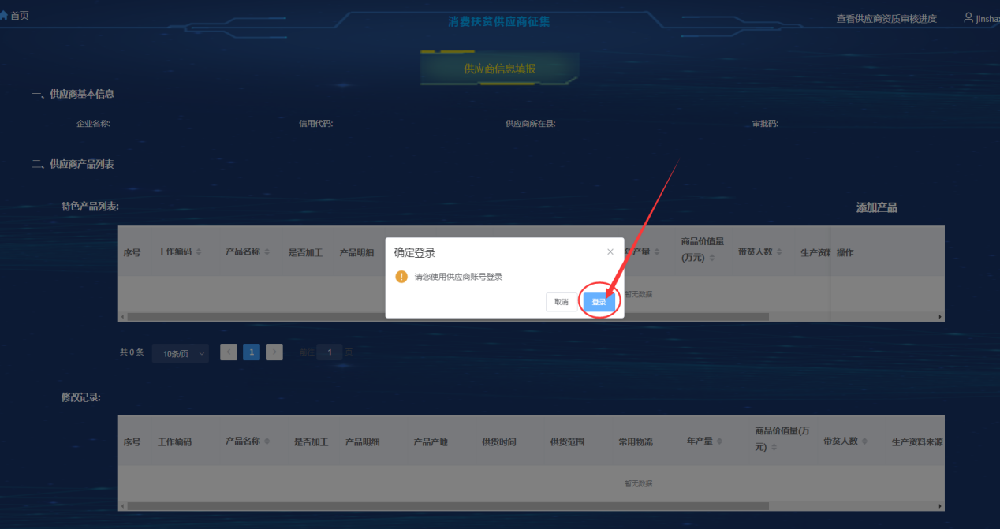 首页
消费扶贫供应商征集
查看供应商资质审核进度
jinsha
供应商信息填报
一、供应商基本信息
企业名称:
信用代码:
供应商所在县:
审批码:
二、供应商产品列表
特色产品列表:
添加产品
序号
工作编码
产品名称
是否加工
产品明细
年产量
商品价值量
(万元)
带贫人数
生产资料
操作
暂无数据
确定登录
请您使用供应商账号登录
取消
登录
共 0 条
10条/页
1
前往
1
页
修改记录:
序号
工作编码
产品名称
是否加工
产品明细
产品产地
供货时间
供货范围
常用物流
年产量
商品价值量(万
元)
带贫人数
生产资料来源
暂无数据